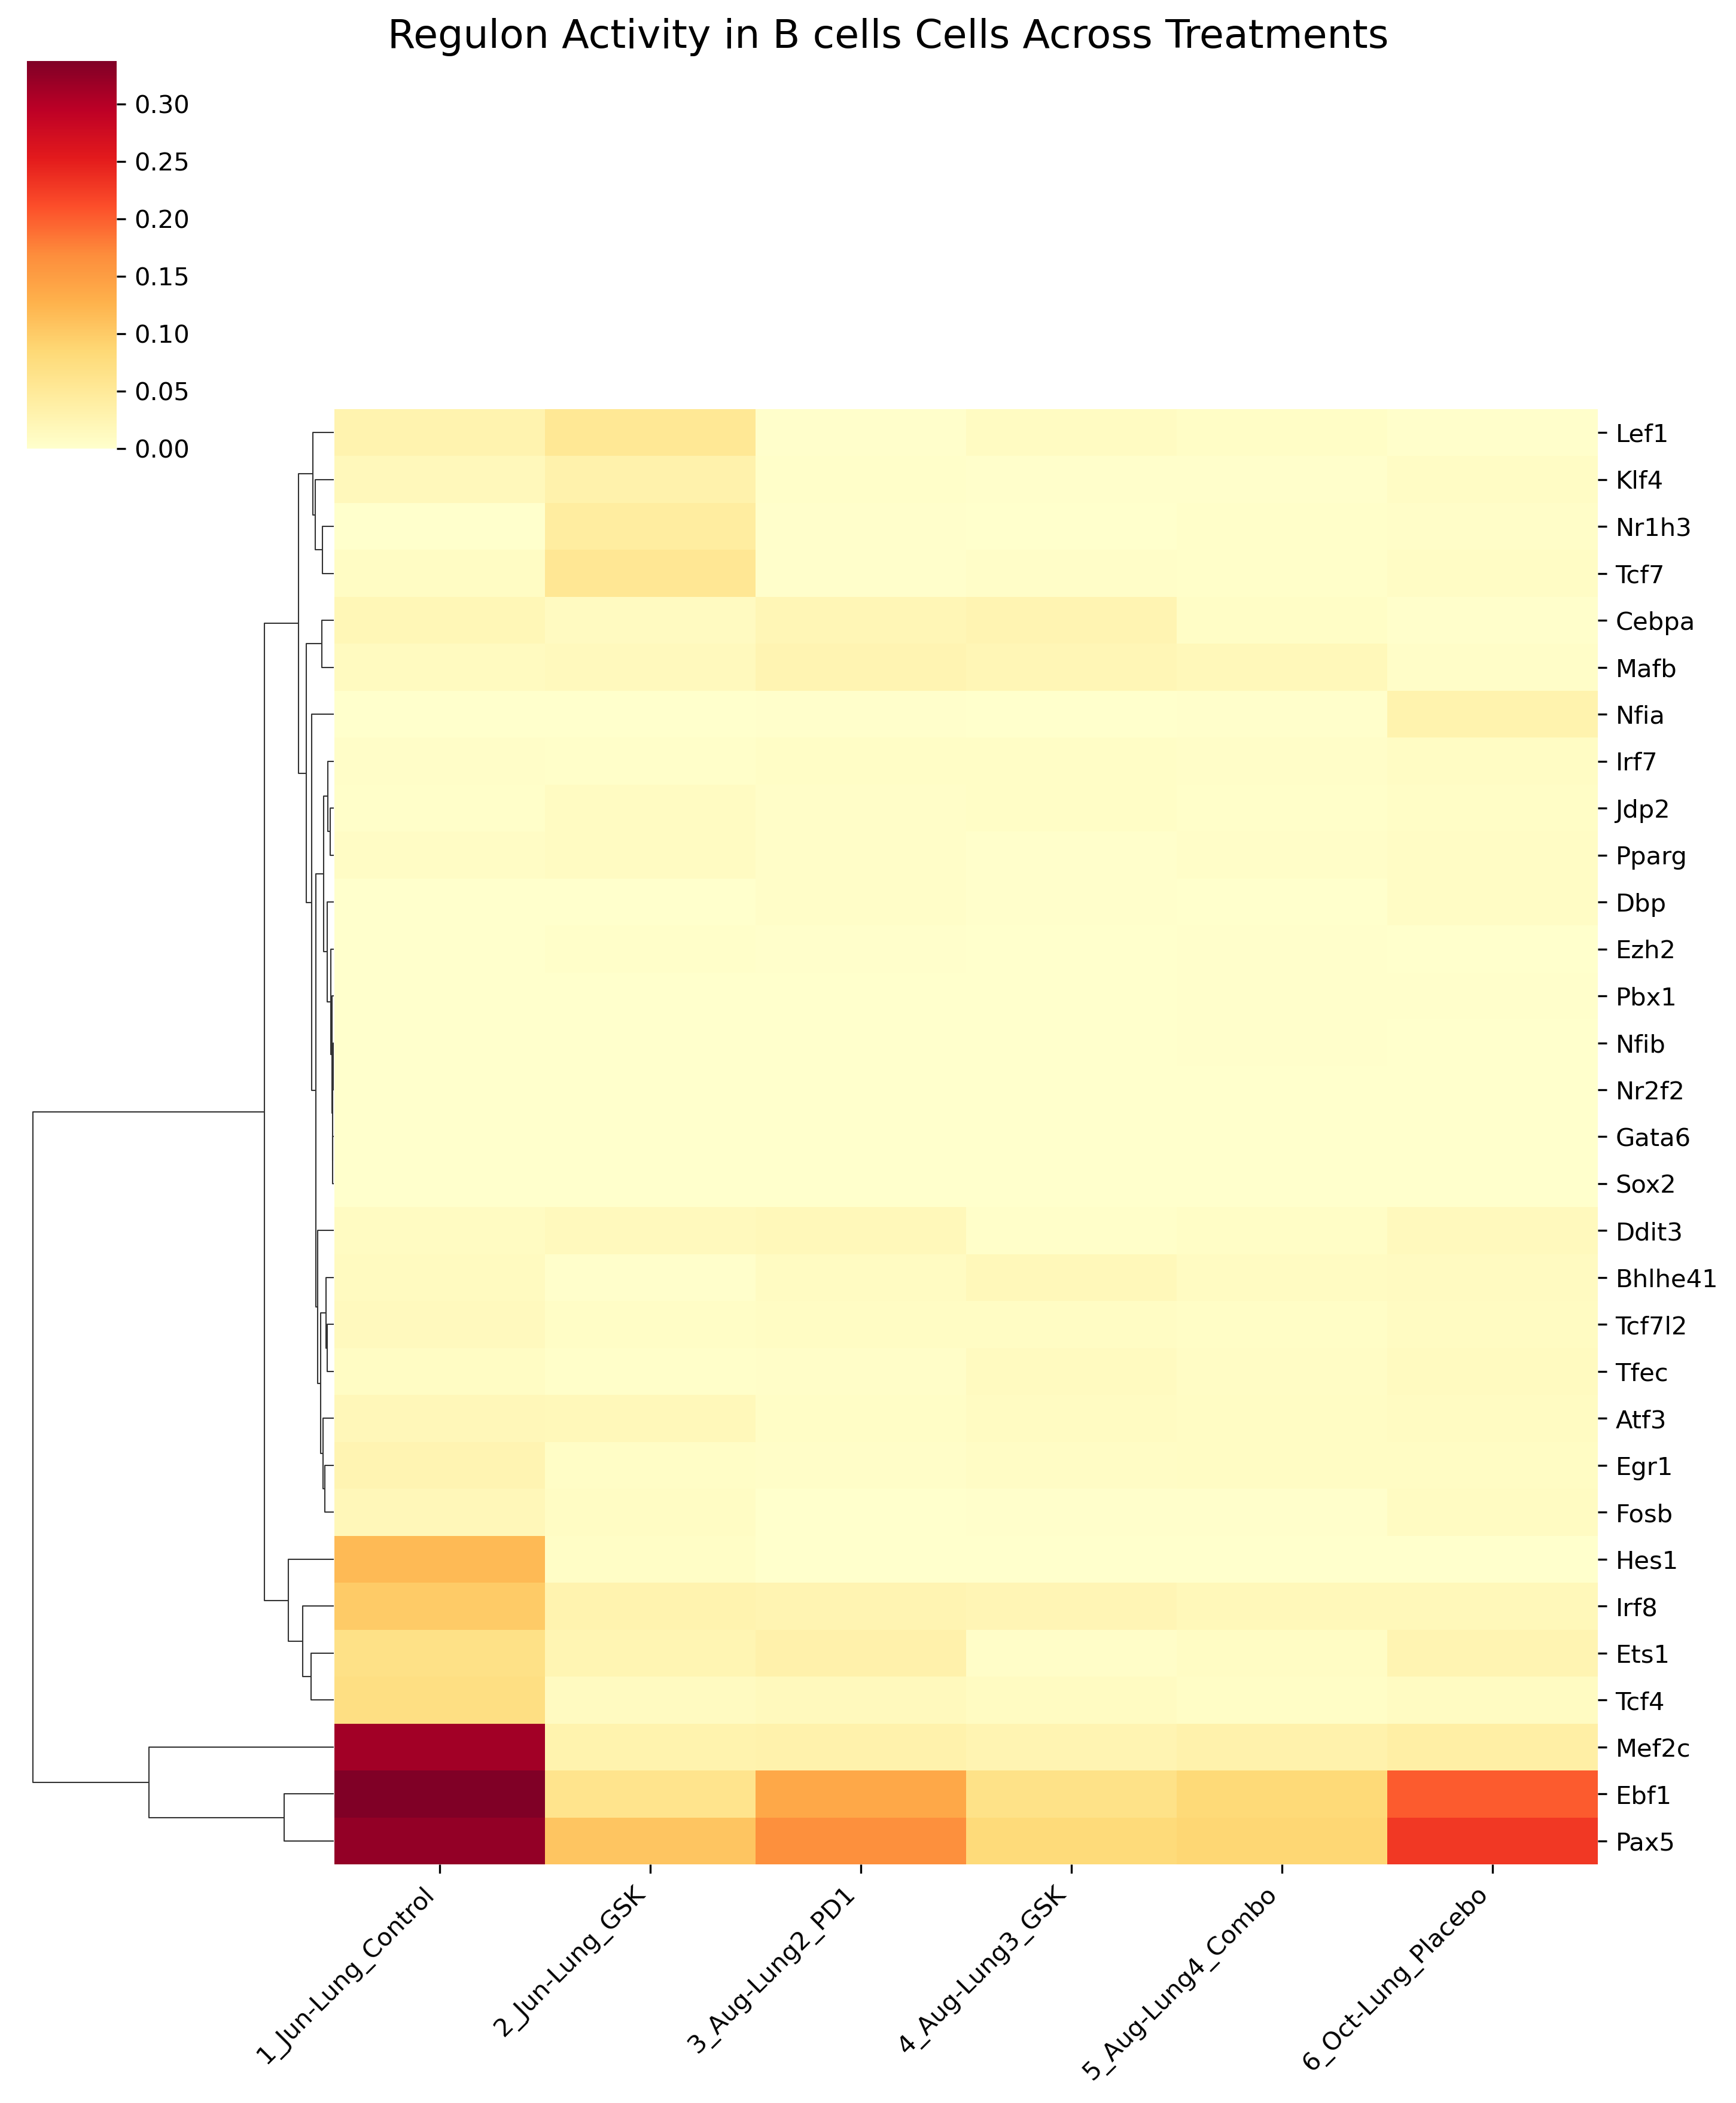 Regulon Activity in B cells Cells Across Treatments
0.30
0.25
0.20
0.15
0.10
0.05
0.00
Lef1
Klf4
Nr1h3
Tcf7
Cebpa
Mafb
Nfia
Irf7
Jdp2
Pparg
Dbp
Ezh2
Pbx1
Nfib
Nr2f2
Gata6
Sox2
Ddit3
Bhlhe41
Tcf7l2
Tfec
Atf3
Egr1
Fosb
Hes1
Irf8
Ets1
Tcf4
Mef2c
Ebf1
Pax5
1_Jun-Lung_Control
2_Jun-Lung_GSK
3_Aug-Lung2_PD1
4_Aug-Lung3_GSK
5_Aug-Lung4_Combo
6_Oct-Lung_Placebo